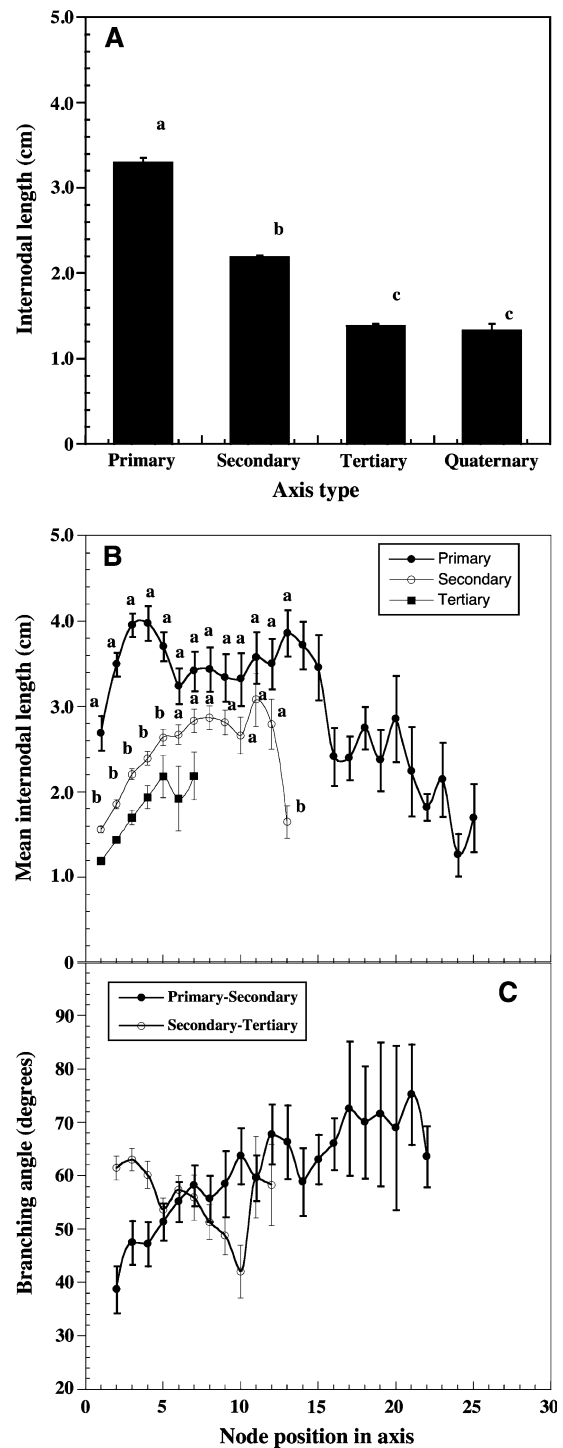 5.0
A
a
4.0
3.0
b
2.0
c
c
1.0
0
Internodal length (cm)
Primary Secondary Tertiary Quaternary
Axis type
5.0
B
Primary
Secondary
Tertiary
a a a a a a a a a a a a a
4.0
3.0
a a a a a a a
b b b b b b
2.0
1.0
0
Mean internodal length (cm)
C
Primary-Secondary
Secondary-Tertiary
90
80
70
60
50
40
30
20
Branching angle (degrees)
0 5 10 15 20 25 30
Node position in axis